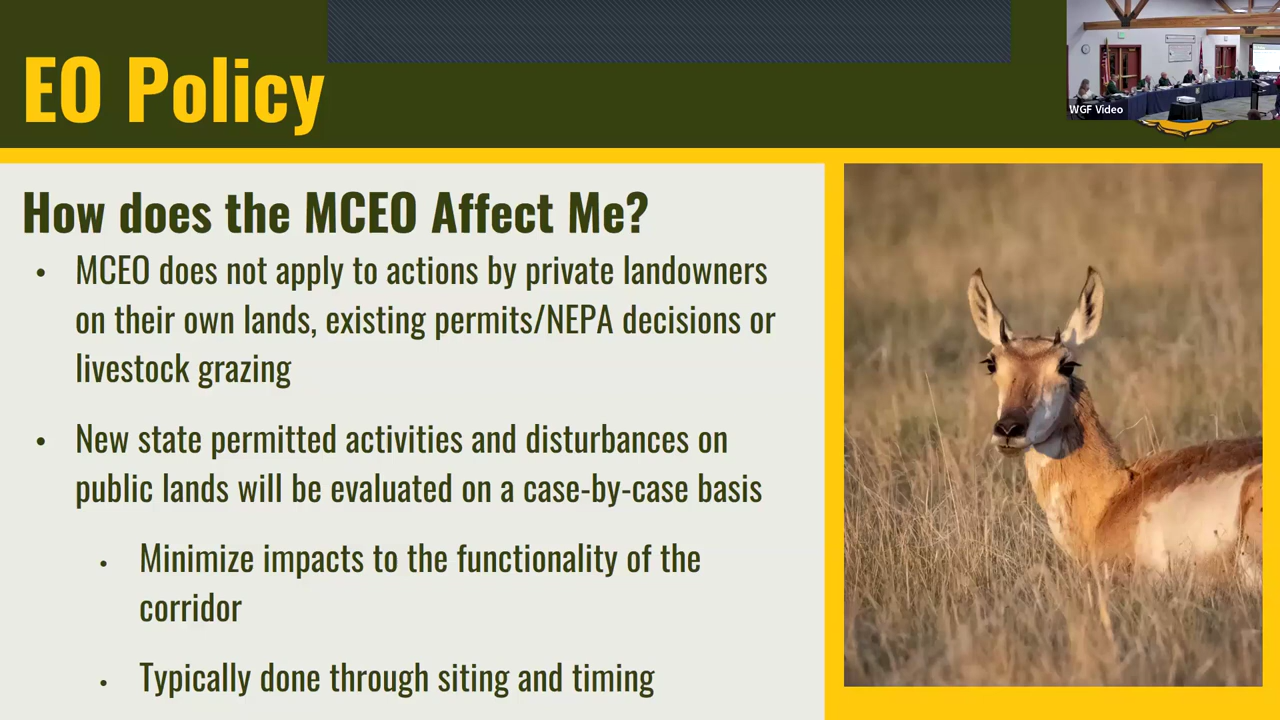 EO Policy
WGF Video
How does the MCEO Affect Me?
• MCEO does not apply to actions by private landowners
on their own lands, existing permits/NEPA decisions or
livestock grazing
• New state permitted activities and disturbances on
public lands will be evaluated on a case-by-case basis
• Minimize impacts to the functionality of the
corridor
• Typically done through siting and timing